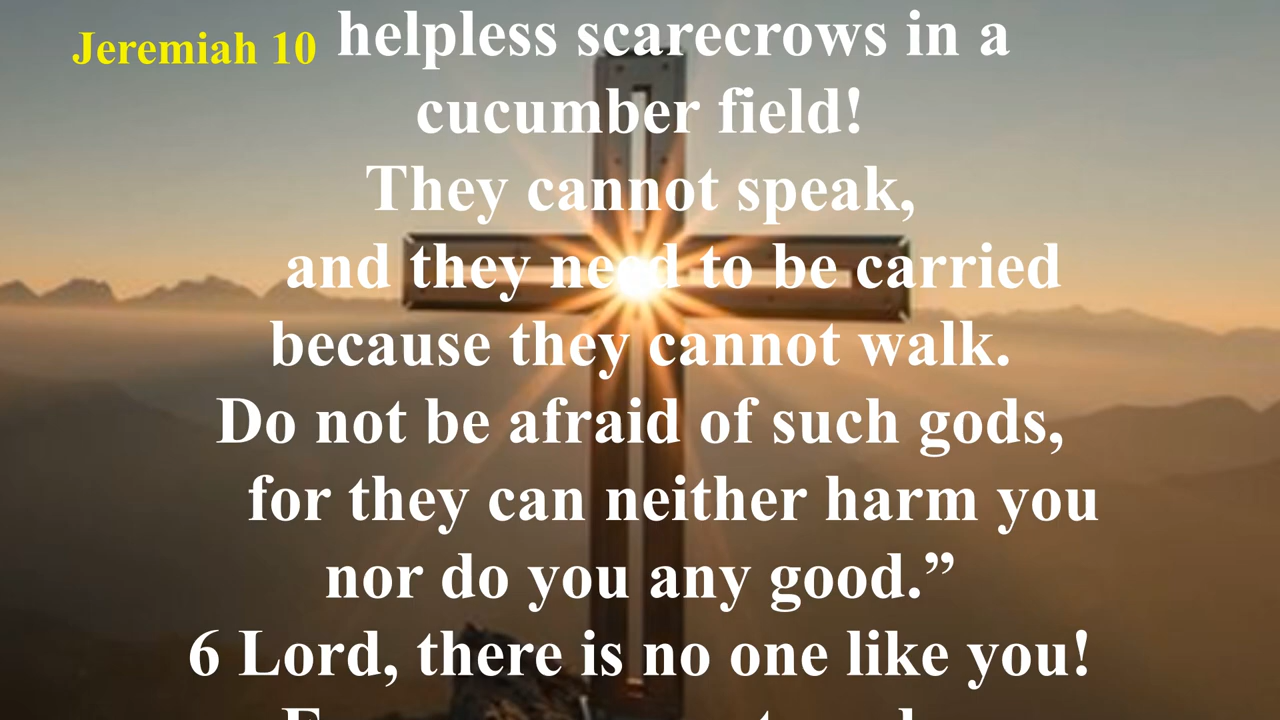 Jeremiah 10
helpless scarecrows in a
cucumber field!
They cannot speak,
and they need to be carried
because they cannot walk.
Do not be afraid of such gods,
for they can neither harm you
nor do you any good.”
6 Lord, there is no one like you!